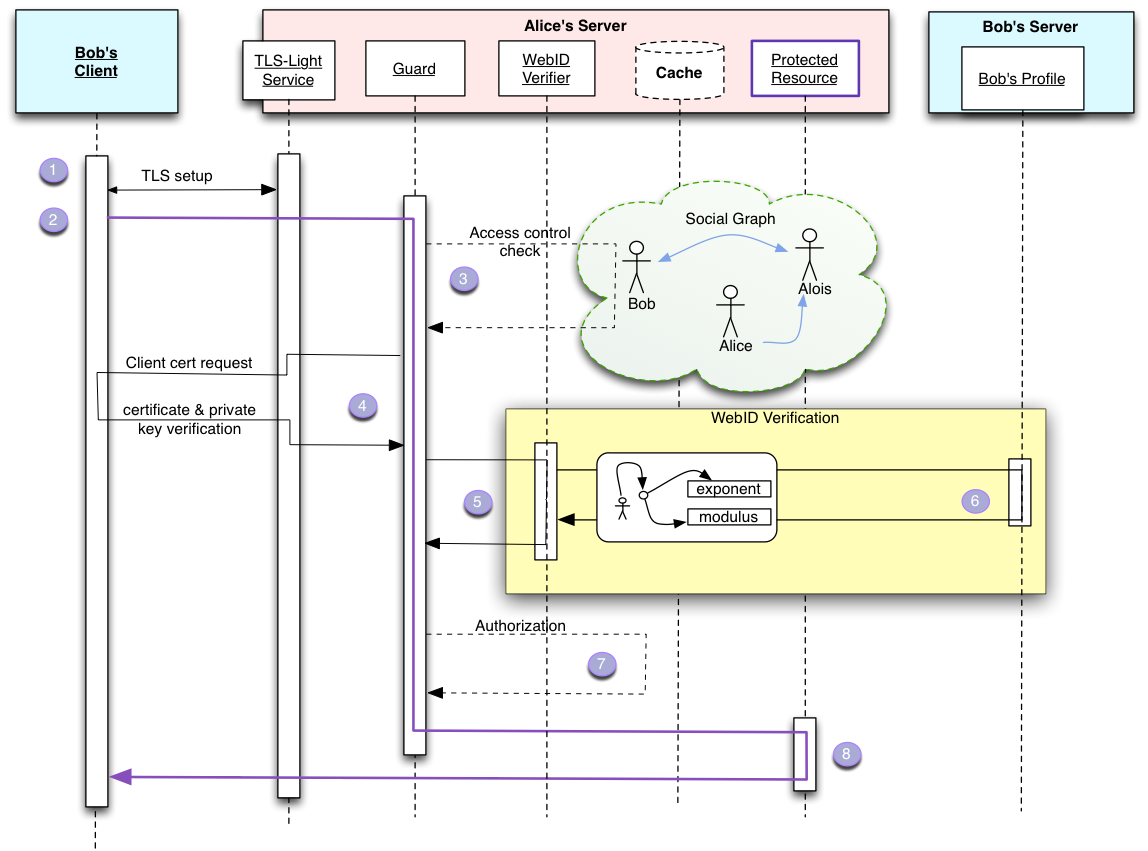 Bob's
Client
Alice's Server
TLS-Light
Service
Guard
WebID
Verifier
Cache
Protected
Resource
Bob's Server
Bob's Profile
1
TLS setup
2
Access control
check
3
Social Graph
Bob
Alois
Alice
Client cert request
4
certificate & private
key verification
WebID Verification
5
exponent
modulus
6
Authorization
7
8